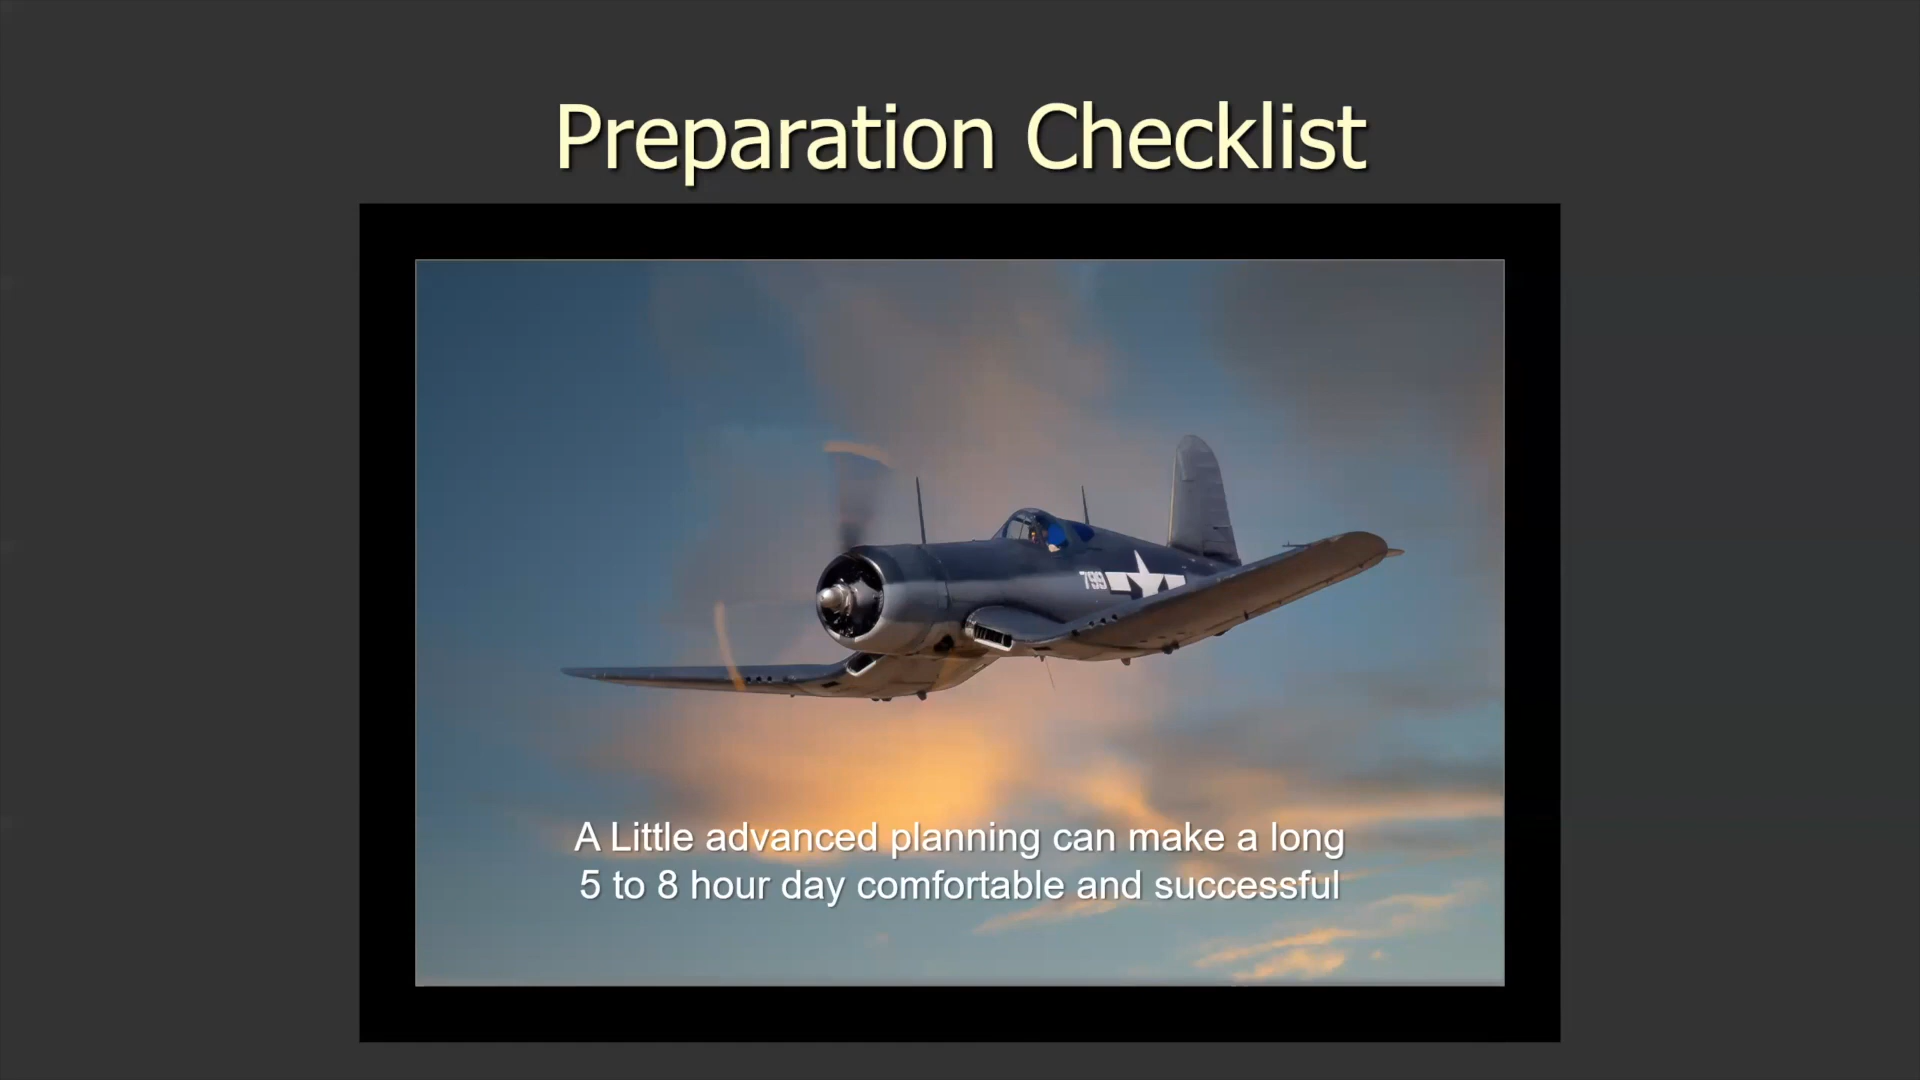 Preparation Checklist
799
A Little advanced planning can make a long
5 to 8 hour day comfortable and successful